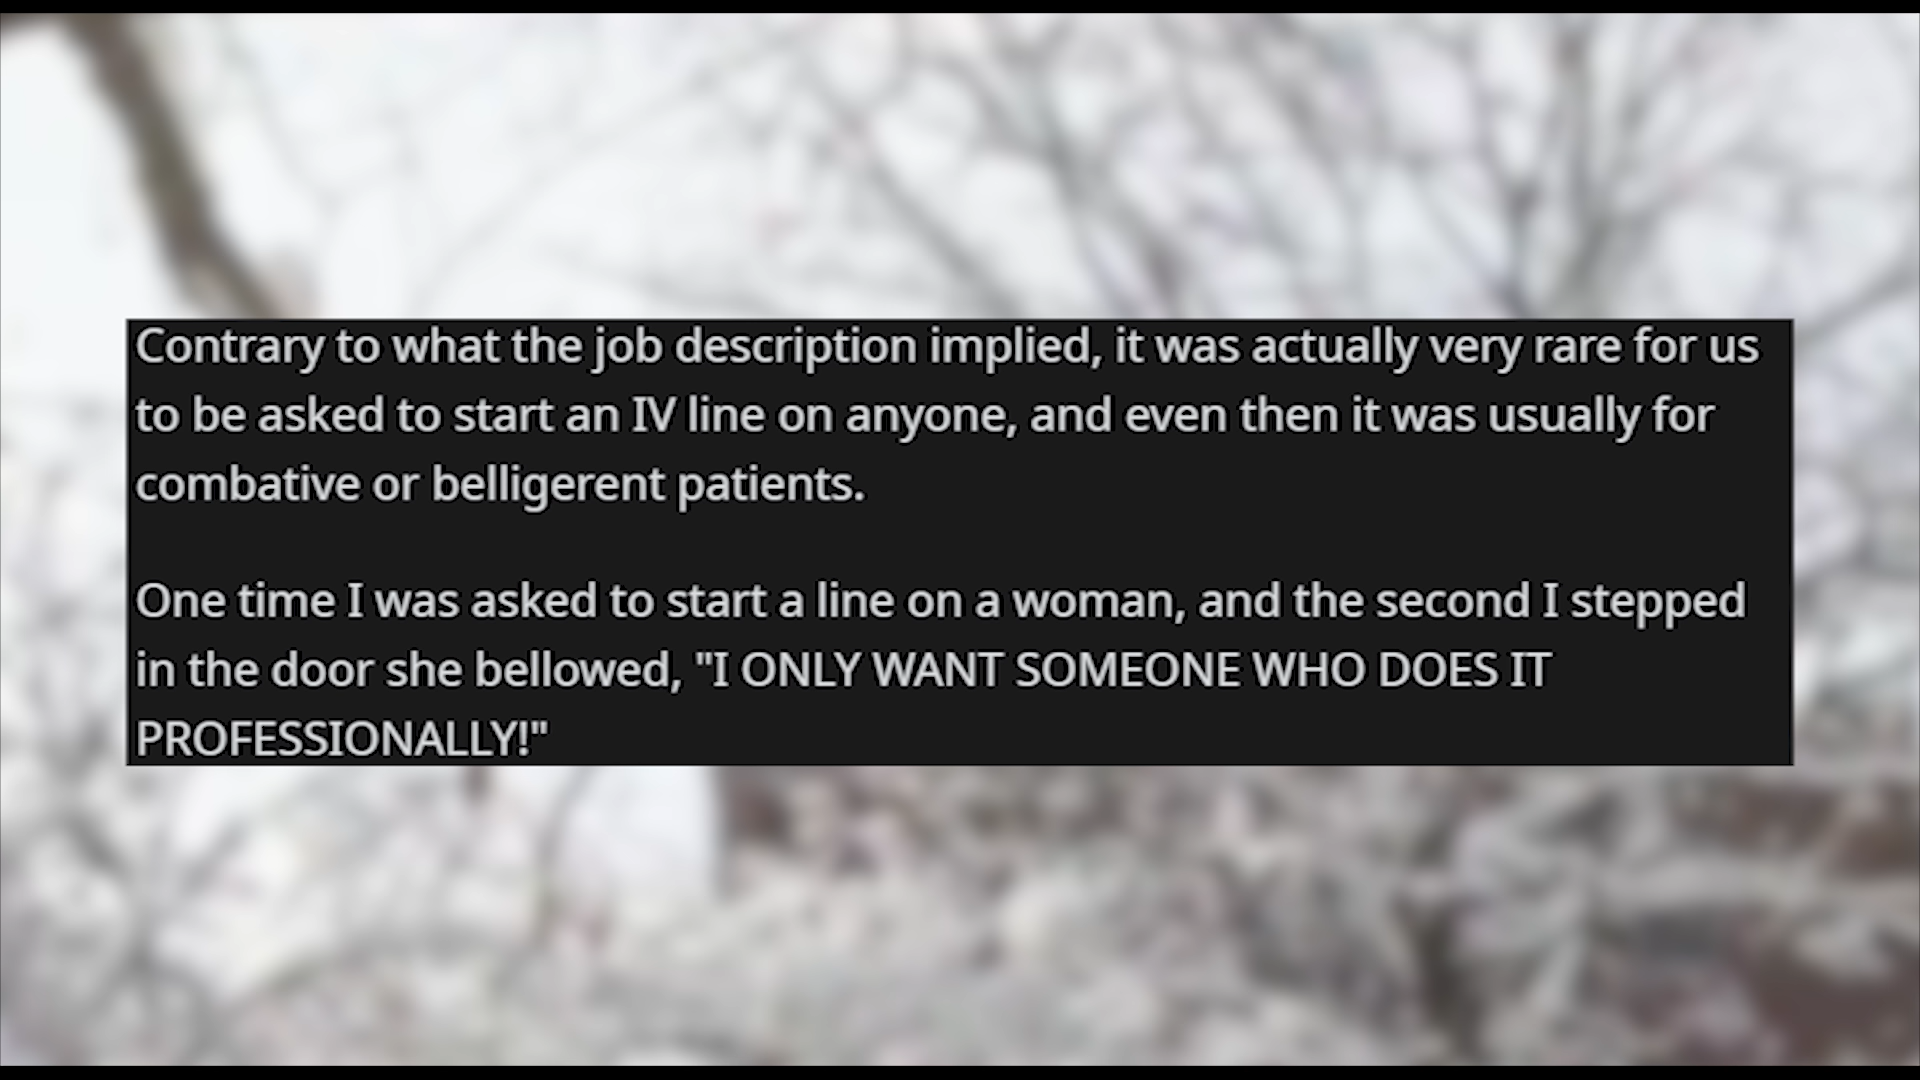 Contrary to what the job description implied, it was actually very rare for us
to be asked to start an IV line on anyone, and even then it was usually for
combative or belligerent patients.
One time I was asked to start a line on a woman, and the second I stepped
in the door she bellowed, "I ONLY WANT SOMEONE WHO DOES IT
PROFESSIONALLY!"